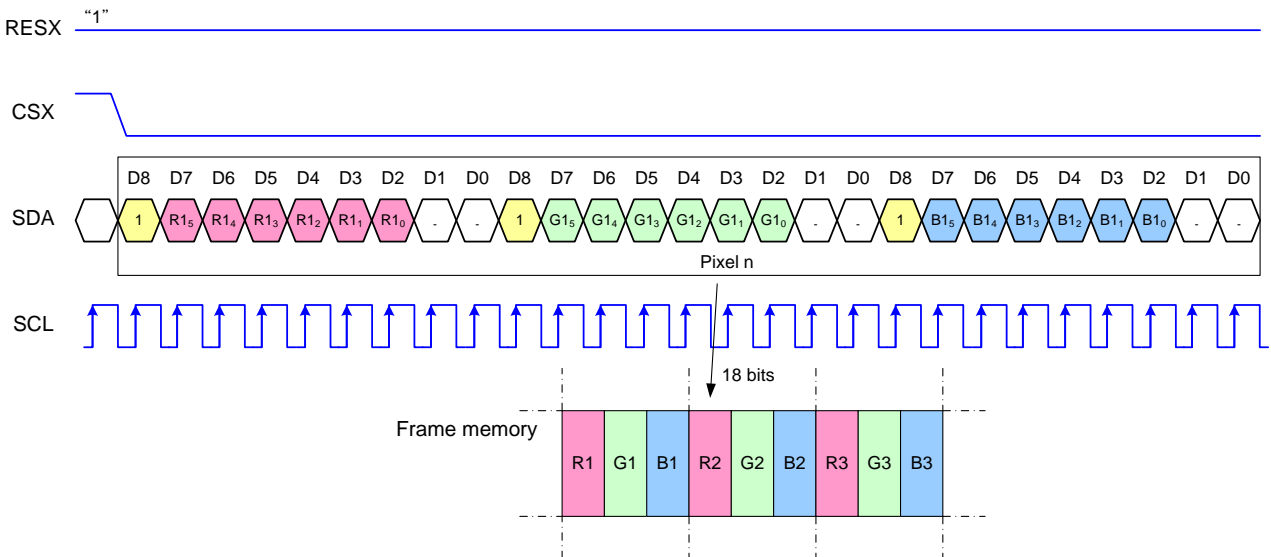 RESX “1”
CSX
D8 D7 D6 D5 D4 D3 D2 D1 D0 D8 D7 D6 D5 D4 D3 D2 D1 D0 D8 D7 D6 D5 D4 D3 D2 D1 D0
SDA 1 R1₅ R1₄ R1₃ R1₂ R1₁ R1₀ - - 1 G1₅ G1₄ G1₃ G1₂ G1₁ G1₀ - - 1 B1₅ B1₄ B1₃ B1₂ B1₁ B1₀ - -
Pixel n
SCL
18 bits
Frame memory
R1 G1 B1 R2 G2 B2 R3 G3 B3